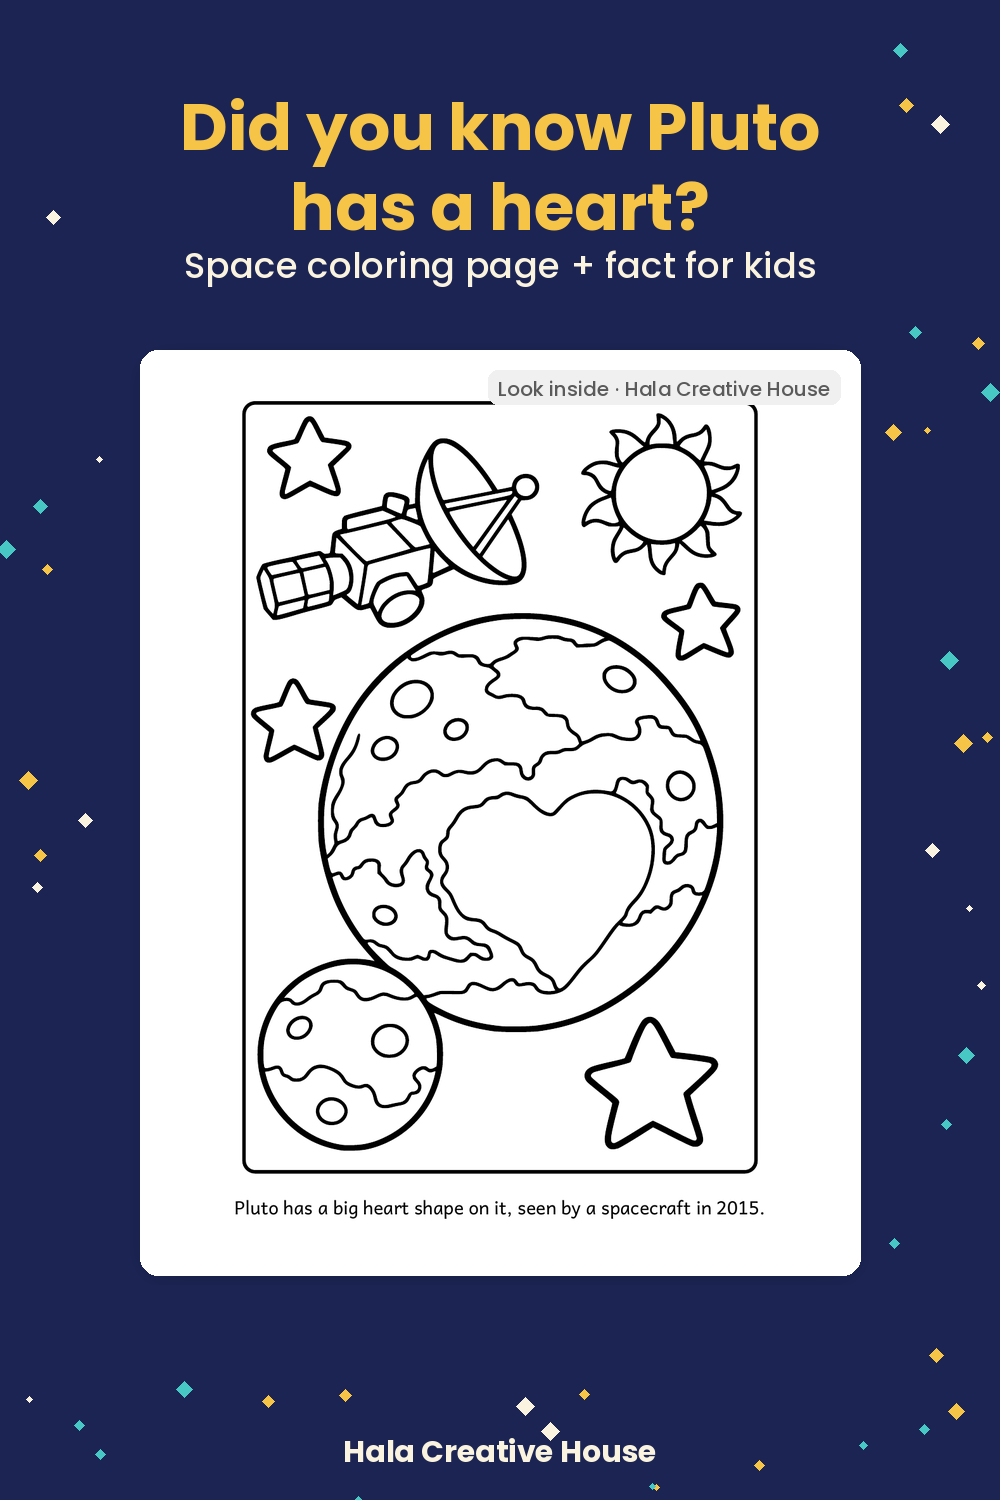 Did you know Pluto
has a heart?
Space coloring page + fact for kids
Look inside · Hala Creative House
Pluto has a big heart shape on it, seen by a spacecraft in 2015.
Hala Creative House